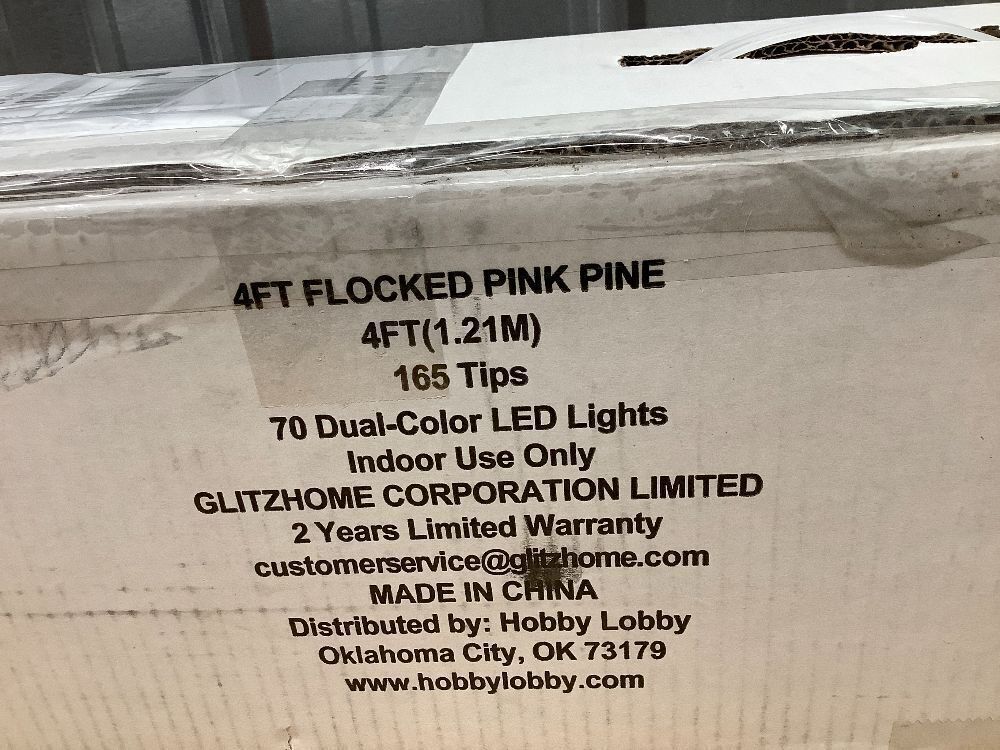 4FT FLOCKED PINK PINE
4FT(1.21M)
165 Tips
70 Dual-Color LED Lights
Indoor Use Only
GLITZHOME CORPORATION LIMITED
2 Years Limited Warranty
customerservice@glitzhome.com
MADE IN CHINA
Distributed by: Hobby Lobby
Oklahoma City, OK 73179
www.hobbylobby.com